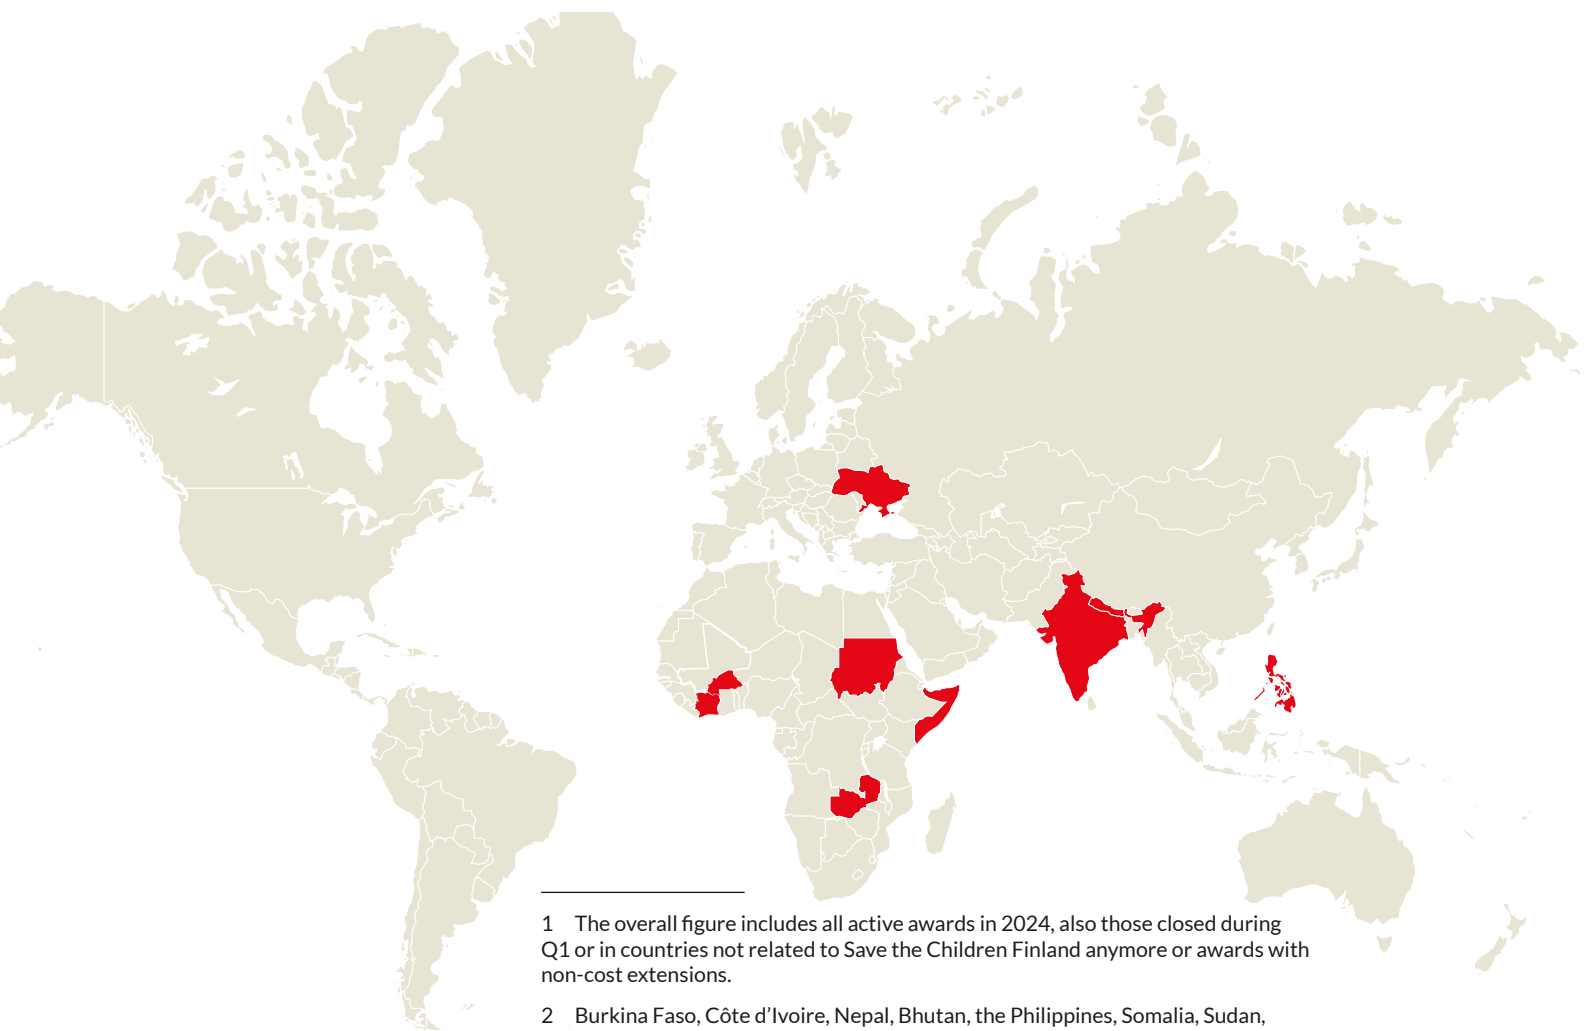 1 The overall figure includes all active awards in 2024, also those closed during
Q1 or in countries not related to Save the Children Finland anymore or awards with
non-cost extensions.
2 Burkina Faso, Côte d’Ivoire, Nepal, Bhutan, the Philippines, Somalia, Sudan,